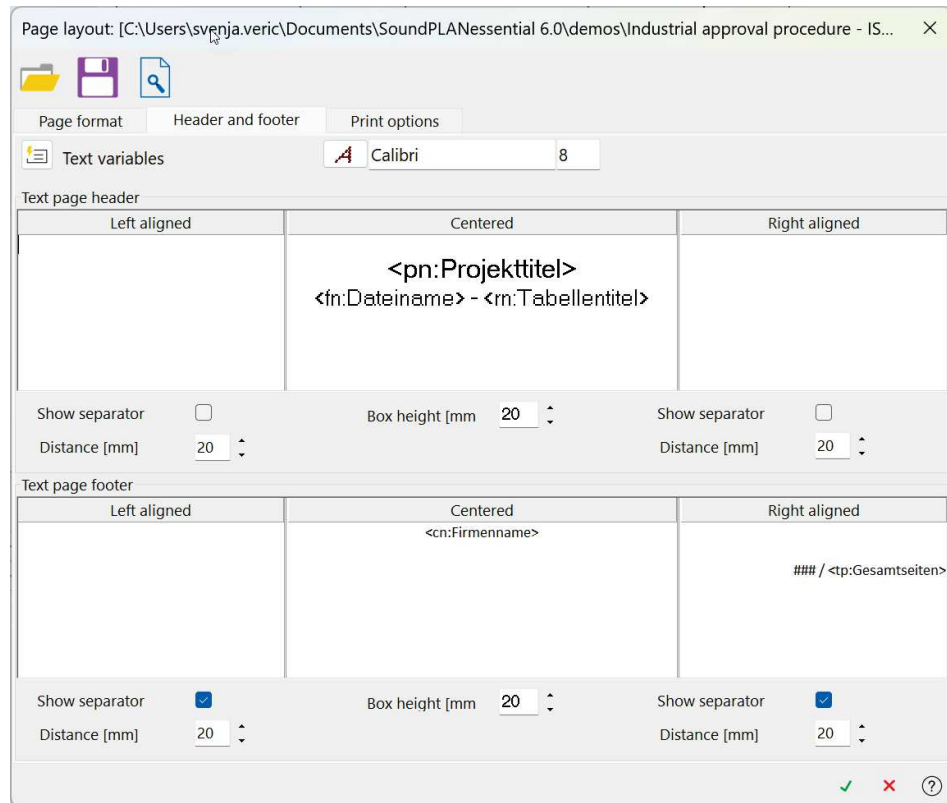 Page layout: [C:\Users\svenja.veric\Documents\SoundPLANessential 6.0\demos\Industrial approval procedure - IS...
Page format Header and footer Print options
Text variables Calibri 8
Text page header
Left aligned Centered Right aligned
<pn:Projekttitel>
<fn:Dateiname> - <rn:Tabellentitel>
Show separator Box height [mm 20 Show separator
Distance [mm] 20 Distance [mm] 20
Text page footer
Left aligned Centered Right aligned
<cn:Firmenname>
### / <tp:Gesamtseiten>
Show separator Box height [mm 20 Show separator
Distance [mm] 20 Distance [mm] 20